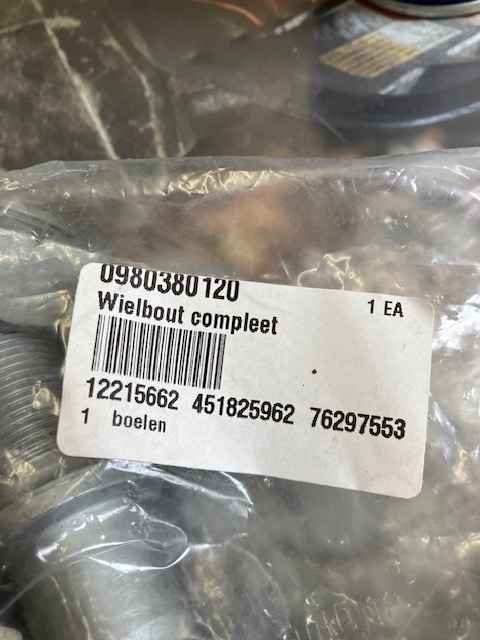 0980380120
1 EA
Wielbout compleet
12215662 451825962 76297553
1 boelen